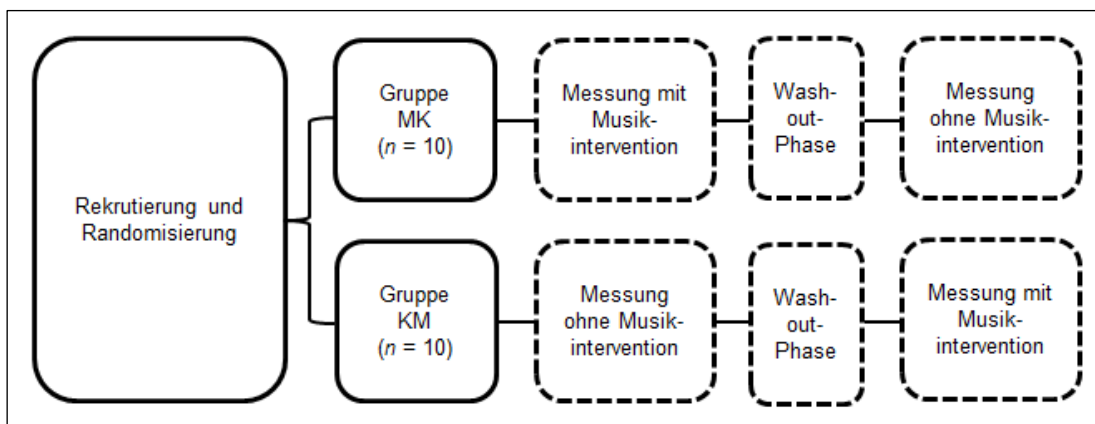 Rekrutierung und
Randomisierung
Gruppe
MK
(n = 10)
Messung mit
Musik-
intervention
Wash-
out-
Phase
Messung
ohne Musik-
intervention
Gruppe
KM
(n = 10)
Messung
ohne Musik-
intervention
Wash-
out-
Phase
Messung mit
Musik-
intervention